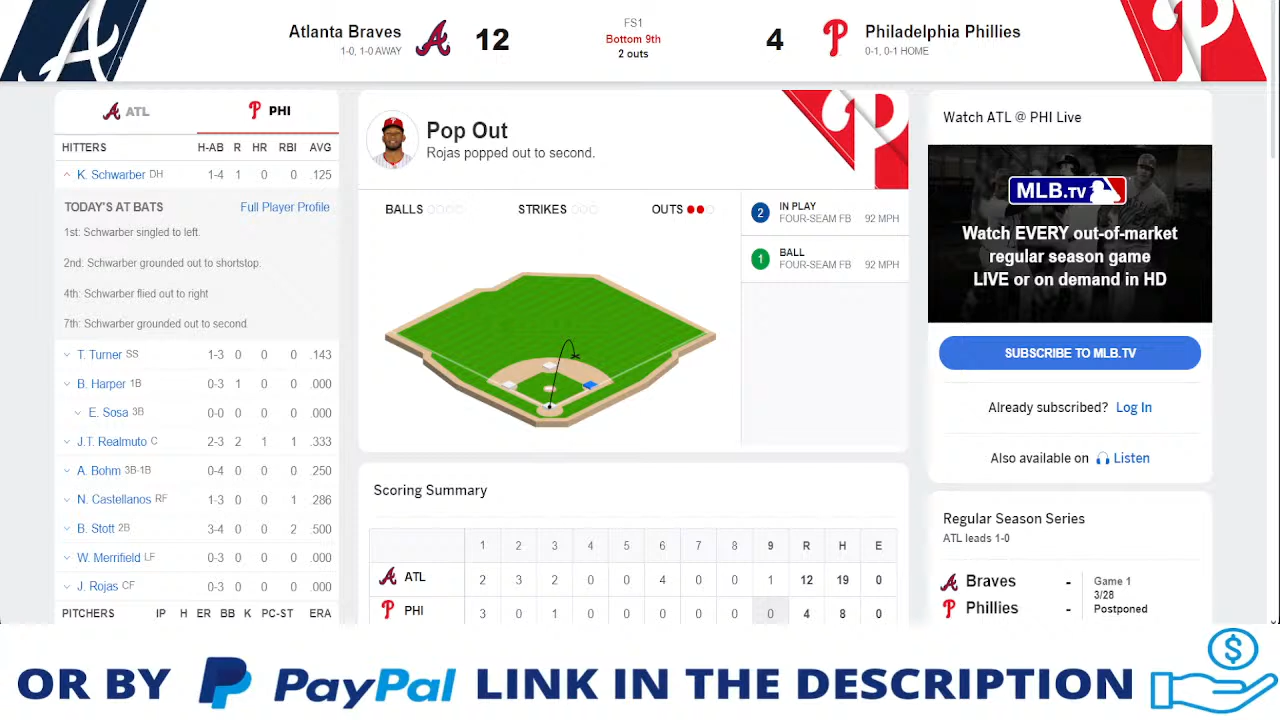 Atlanta Braves
1-0, 1-0 AWAY
12
FS1
Bottom 9th
2 outs
4
Philadelphia Phillies
0-1, 0-1 HOME
ATL PHI
HITTERS H-AB R HR RBI AVG
K. Schwarber DH 1-4 1 0 0 .125
TODAY'S AT BATS Full Player Profile
1st: Schwarber singled to left.
2nd: Schwarber grounded out to shortstop.
4th: Schwarber flied out to right
7th: Schwarber grounded out to second
T. Turner SS 1-3 0 0 0 .143
B. Harper 1B 0-3 1 0 0 .000
E. Sosa 3B 0-0 0 0 0 .000
J.T. Realmuto C 2-3 2 1 1 .333
A. Bohm 3B-1B 0-4 0 0 0 250
N. Castellanos RF 1-3 0 0 1 286
B. Stott 2B 3-4 0 0 2 .500
W. Merrifield LF 0-3 0 0 0 .000
J. Rojas CF 0-3 0 0 0 .000
PITCHERS IP H ER BB K PC-ST ERA
Pop Out
Rojas popped out to second.
BALLS STRIKES OUTS
2 IN PLAY
FOUR-SEAM FB 92 MPH
1 BALL
FOUR-SEAM FB 92 MPH
Scoring Summary
1 2 3 4 5 6 7 8 9 R H E
ATL 2 3 2 0 0 4 0 0 1 12 19 0
PHI 3 0 1 0 0 0 0 0 0 4 8 0
Watch ATL @ PHI Live
MLB.TV
Watch EVERY out-of-market
regular season game
LIVE or on demand in HD
SUBSCRIBE TO MLB.TV
Already subscribed? Log In
Also available on Listen
Regular Season Series
ATL leads 1-0
Braves -
Phillies -
Game 1
3/28
Postponed
OR BY PayPal LINK IN THE DESCRIPTION